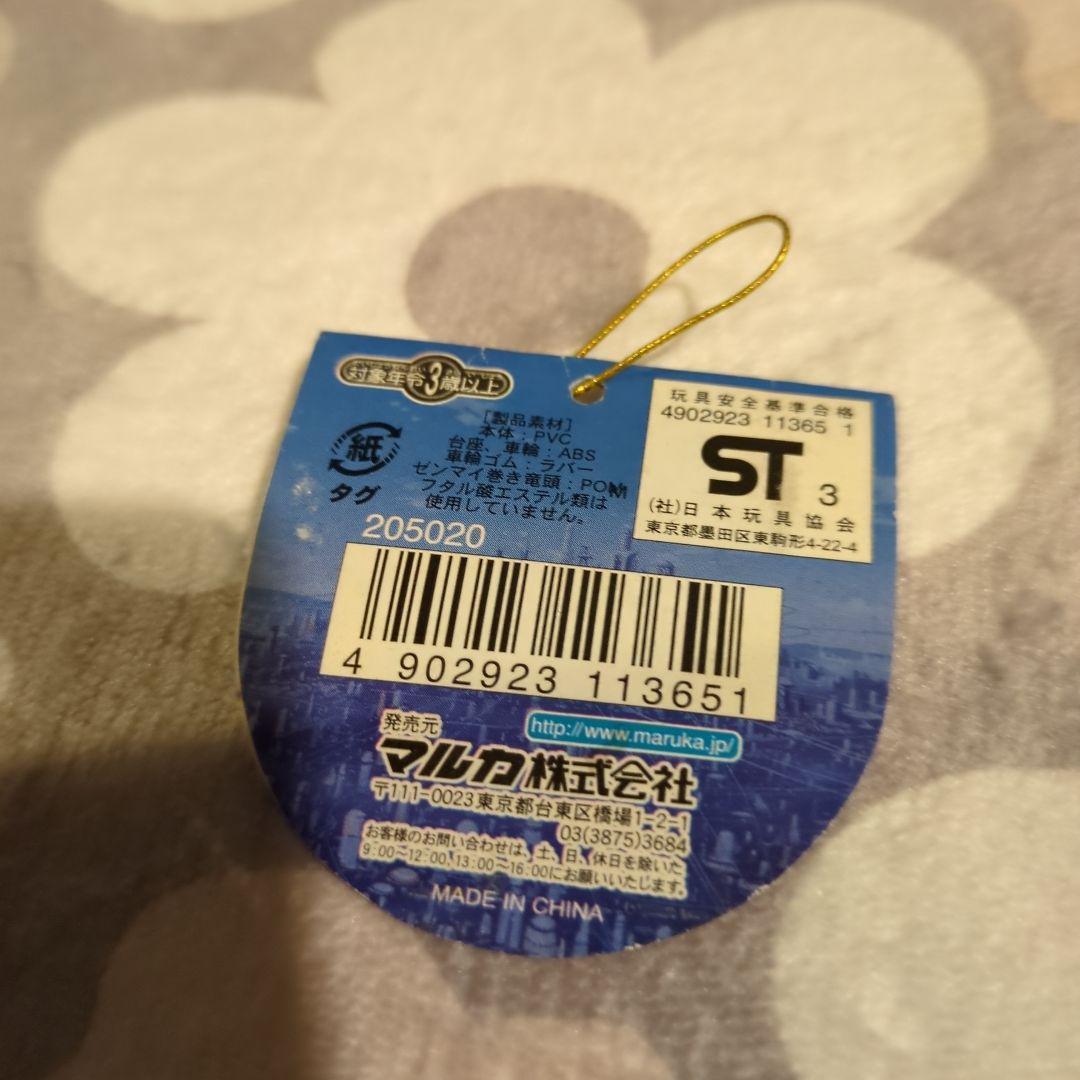 対象年令3歳以上
玩具安全基準合格
4902923 11365 1
ST 3
(社)日本玩具協会
東京都墨田区東駒形4-22-4
紙
タグ
[製品素材]
本体:PVC
台座、車輪:ABS
車輪ゴム:ラバー
ゼンマイ巻き竜頭:POM
フタル酸エステル類は
使用していません。
205020
4 902923 113651
発売元
http://www.maruka.jp/
マルカ株式会社
〒111-0023東京都台東区橋場1-2-1
03(3875)3684
お客様のお問い合わせは、土、日、休日を除いた
9:00~12:00、13:00~16:00にお願いいたします。
MADE IN CHINA